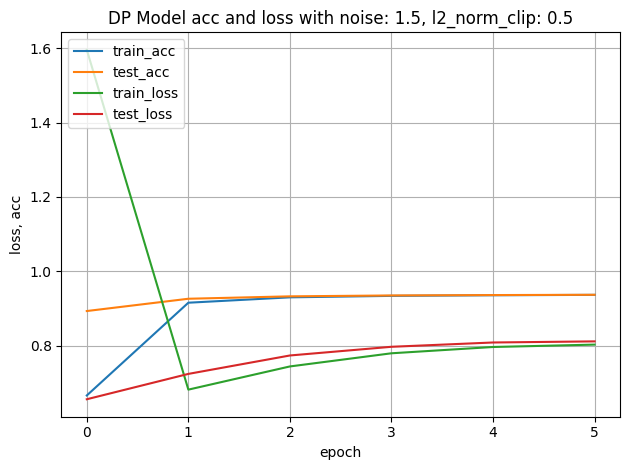 DP Model acc and loss with noise: 1.5, l2_norm_clip: 0.5
train_acc
test_acc
train_loss
test_loss
1.6
1.4
1.2
1.0
0.8
loss, acc
0 1 2 3 4 5
epoch